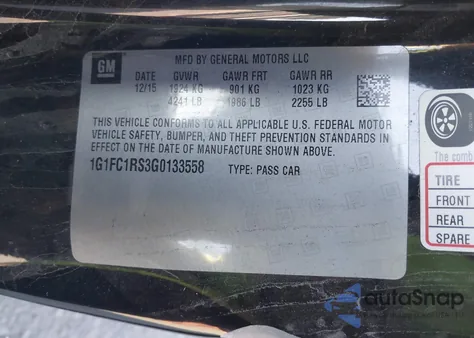 GM
MFD BY GENERAL MOTORS LLC
DATE GVWR GAWR FRT GAWR RR
12/15 1924 KG 901 KG 1023 KG
4241 LB 1986 LB 2255 LB
THIS VEHICLE CONFORMS TO ALL APPLICABLE U.S. FEDERAL MOTOR
VEHICLE SAFETY, BUMPER, AND THEFT PREVENTION STANDARDS IN
EFFECT ON THE DATE OF MANUFACTURE SHOWN ABOVE.
1G1FC1RS3G0133558 TYPE: PASS CAR
The comb
TIRE
FRONT
REAR
SPARE
autoSnap